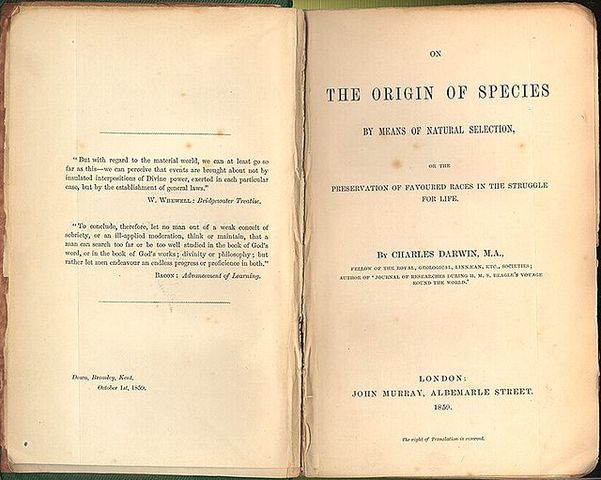 "But with regard to the material world, we can at least go so
far as this—we can perceive that events are brought about not by
insulated interpositions of Divine power, exerted in each particular
case, but by the establishment of general laws."
W. WHEWELL: Bridgewater Treatise.
"To conclude, therefore, let no man out of a weak conceit of
sobriety, or an ill-applied moderation, think or maintain, that a
man can search too far or be too well studied in the book of God's
word, or in the book of God's works; divinity or philosophy; but
rather let men endeavour an endless progress or proficience in both."
BACON: Advancement of Learning.
Down, Bromley, Kent,
October 1st, 1859.
ON
THE ORIGIN OF SPECIES
BY MEANS OF NATURAL SELECTION,
OR THE
PRESERVATION OF FAVOURED RACES IN THE STRUGGLE
FOR LIFE.
BY CHARLES DARWIN, M.A.,
FELLOW OF THE ROYAL, GEOLOGICAL, LINNÆAN, ETC., SOCIETIES;
AUTHOR OF 'JOURNAL OF RESEARCHES DURING H. M. S. BEAGLE'S VOYAGE
ROUND THE WORLD.'
LONDON:
JOHN MURRAY, ALBEMARLE STREET.
1859.
The right of Translation is reserved.